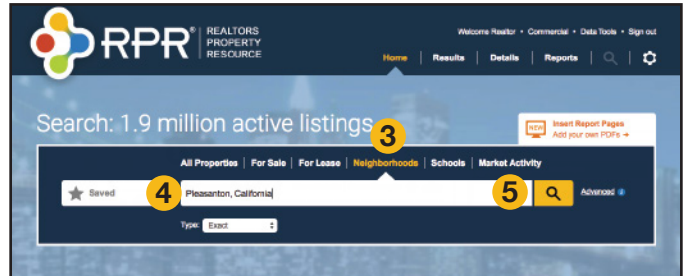 RPR® REALTORS
PROPERTY
RESOURCE
Welcome Realtor • Commercial • Data Tools • Sign out
Home | Results | Details | Reports
Search: 1.9 million active listings
3
NEW Insert Report Pages
Add your own PDFs →
All Properties | For Sale | For Lease | Neighborhoods | Schools | Market Activity
Saved
4
Pleasanton, California
5
Advanced
Type: Exact